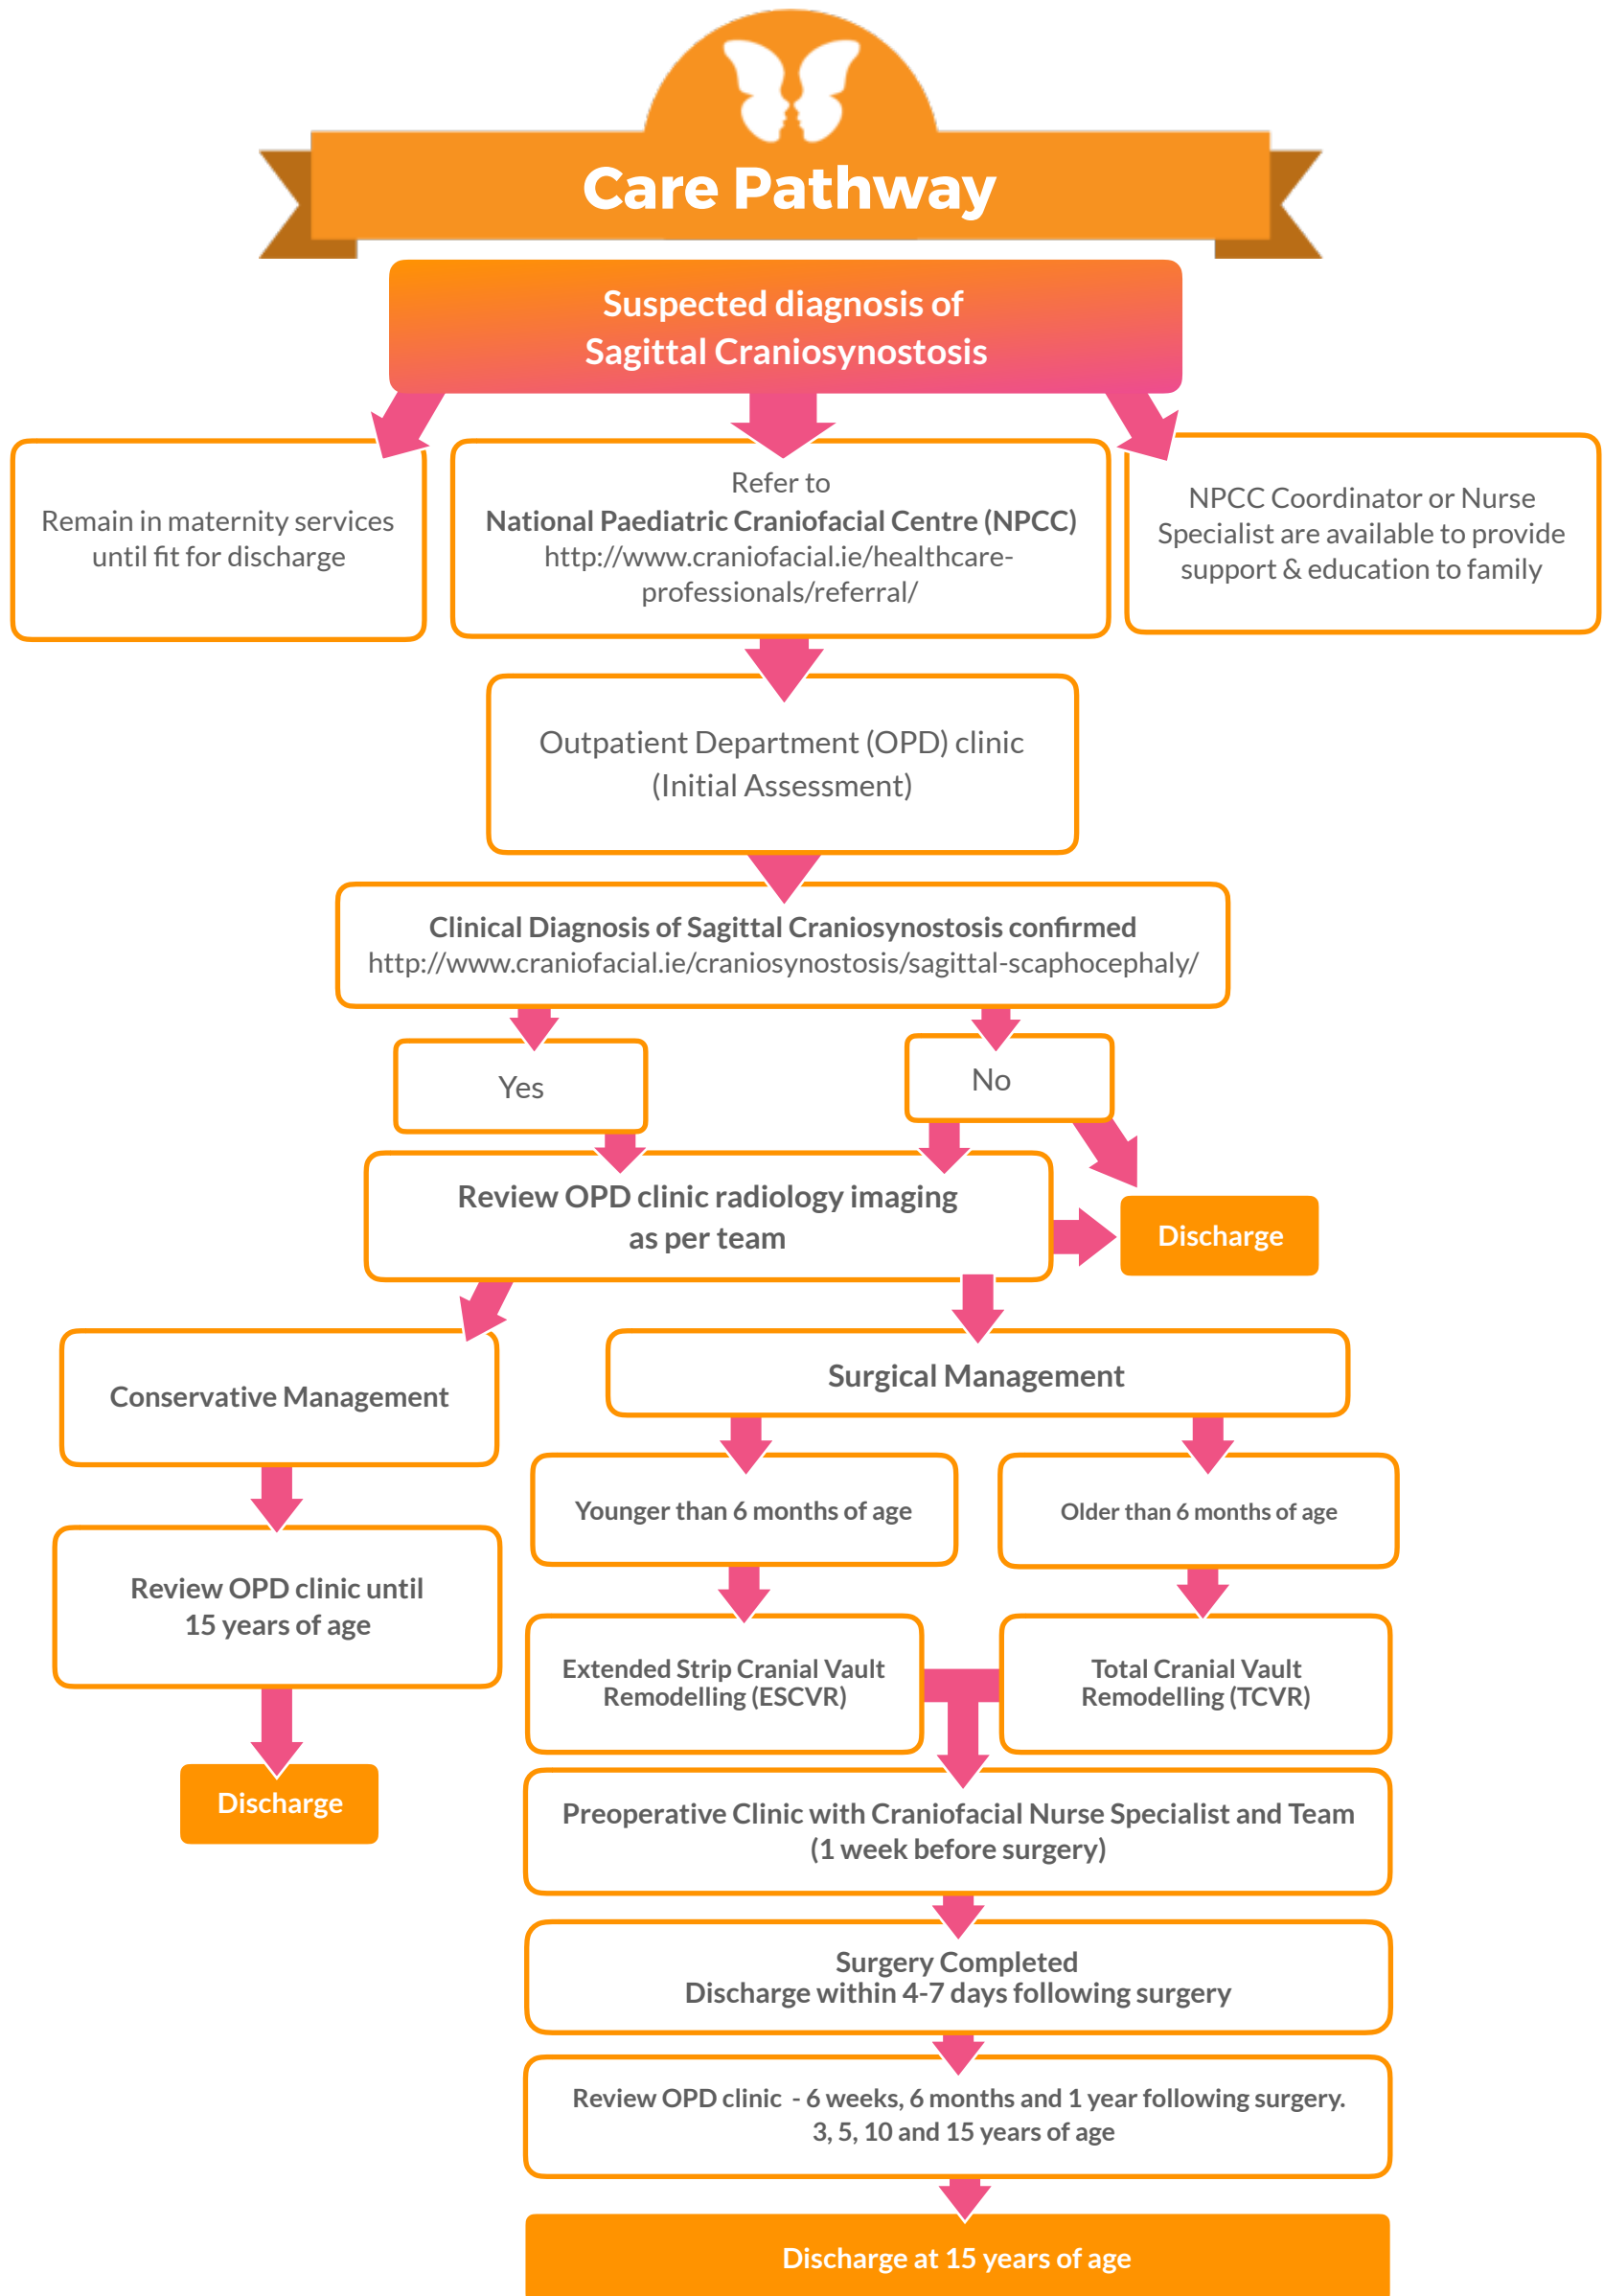 Care Pathway
Suspected diagnosis of
Sagittal Craniosynostosis
Remain in maternity services
until fit for discharge
Refer to
National Paediatric Craniofacial Centre (NPCC)
http://www.craniofacial.ie/healthcare-
professionals/referral/
NPCC Coordinator or Nurse
Specialist are available to provide
support & education to family
Outpatient Department (OPD) clinic
(Initial Assessment)
Clinical Diagnosis of Sagittal Craniosynostosis confirmed
http://www.craniofacial.ie/craniosynostosis/sagittal-scaphocephaly/
Yes
No
Review OPD clinic radiology imaging
as per team
Discharge
Conservative Management
Surgical Management
Younger than 6 months of age
Older than 6 months of age
Review OPD clinic until
15 years of age
Extended Strip Cranial Vault
Remodelling (ESCVR)
Total Cranial Vault
Remodelling (TCVR)
Discharge
Preoperative Clinic with Craniofacial Nurse Specialist and Team
(1 week before surgery)
Surgery Completed
Discharge within 4-7 days following surgery
Review OPD clinic  - 6 weeks, 6 months and 1 year following surgery.
3, 5, 10 and 15 years of age
Discharge at 15 years of age